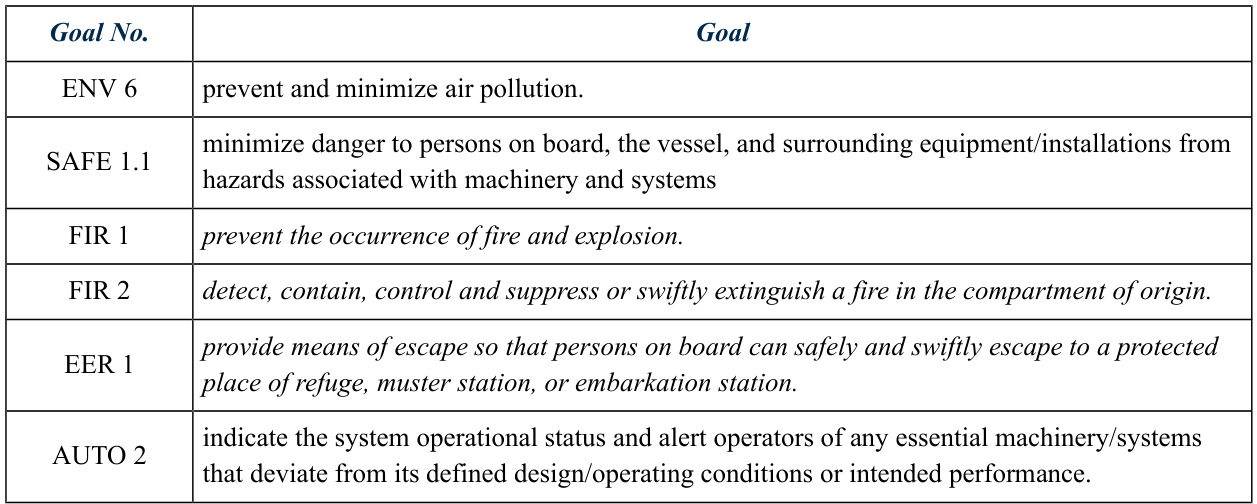 Goal No. Goal
ENV 6 prevent and minimize air pollution.
SAFE 1.1 minimize danger to persons on board, the vessel, and surrounding equipment/installations from
hazards associated with machinery and systems
FIR 1 prevent the occurrence of fire and explosion.
FIR 2 detect, contain, control and suppress or swiftly extinguish a fire in the compartment of origin.
EER 1 provide means of escape so that persons on board can safely and swiftly escape to a protected
place of refuge, muster station, or embarkation station.
AUTO 2 indicate the system operational status and alert operators of any essential machinery/systems
that deviate from its defined design/operating conditions or intended performance.